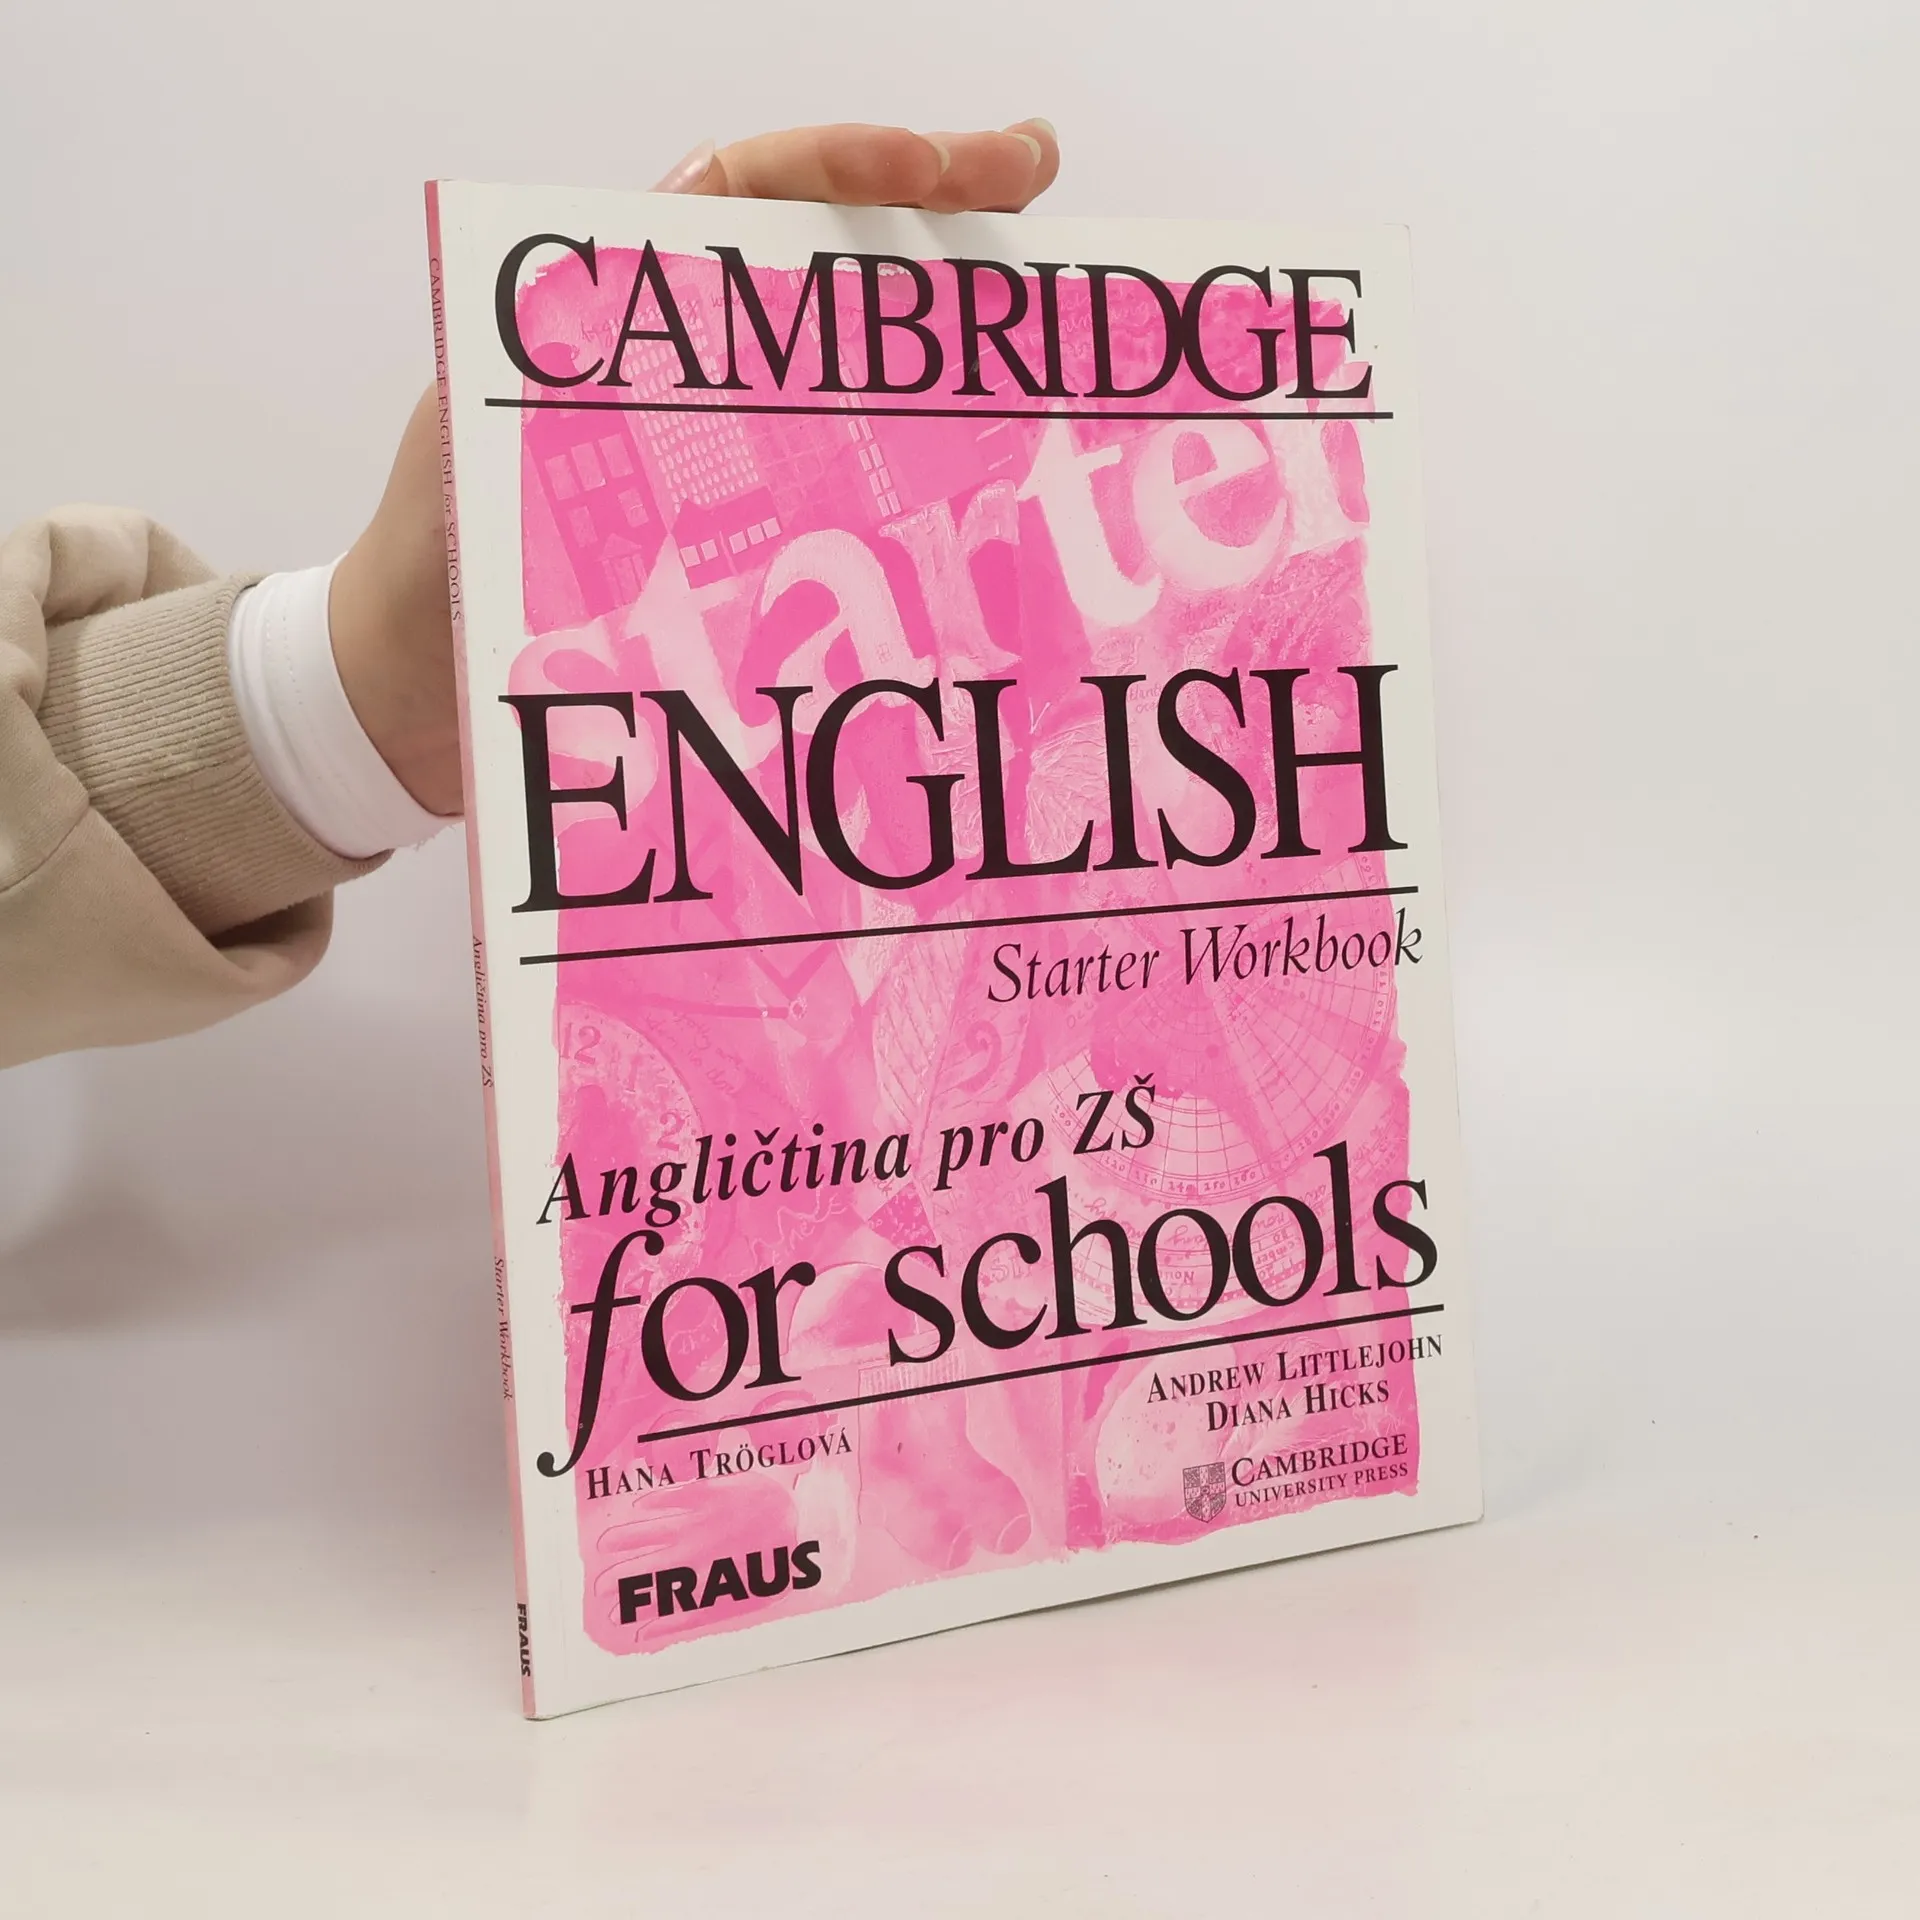 CAMBRIDGE
starter
ENGLISH
Starter Workbook
Angličtina pro ZŠ
for schools
ANDREW LITTLEJOHN
DIANA HICKS
HANA TRÖGLOVÁ
CAMBRIDGE
UNIVERSITY PRESS
FRAUS
CAMBRIDGE ENGLISH for SCHOOLS
Angličtina pro ZŠ
Starter Workbook
FRAUS